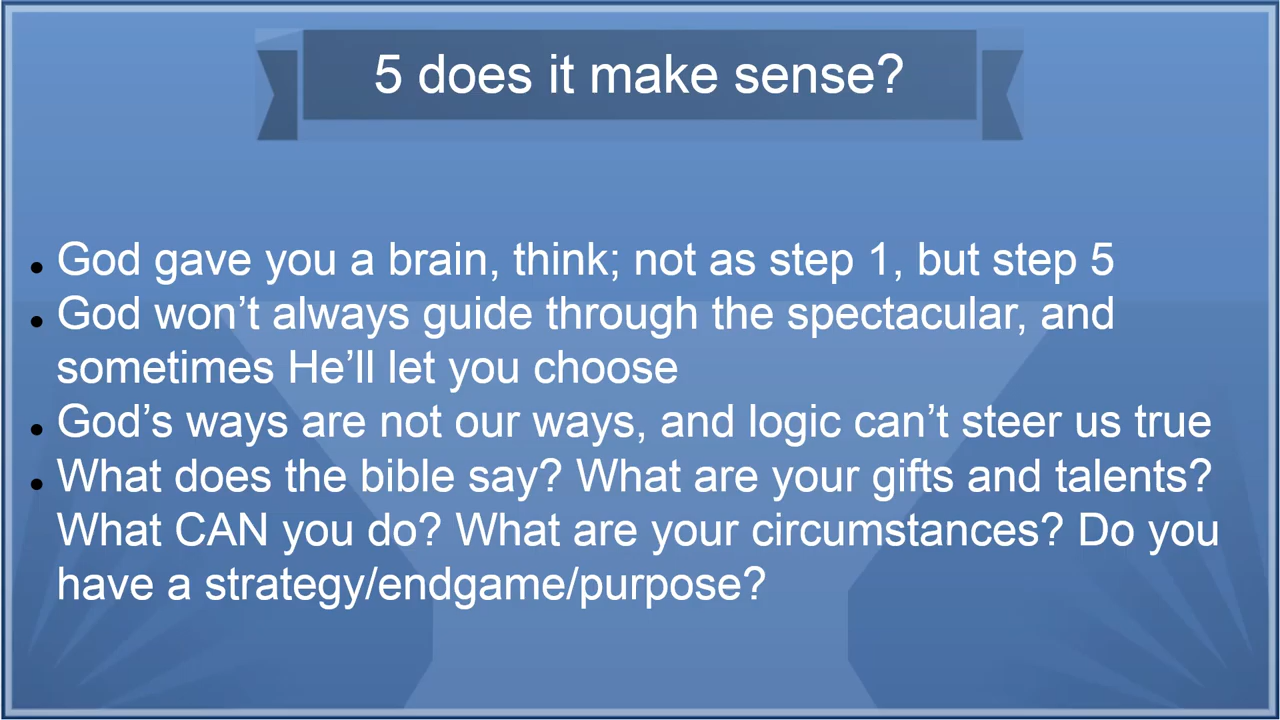 5 does it make sense?
God gave you a brain, think; not as step 1, but step 5
God won’t always guide through the spectacular, and
sometimes He’ll let you choose
God’s ways are not our ways, and logic can’t steer us true
What does the bible say? What are your gifts and talents?
What CAN you do? What are your circumstances? Do you
have a strategy/endgame/purpose?